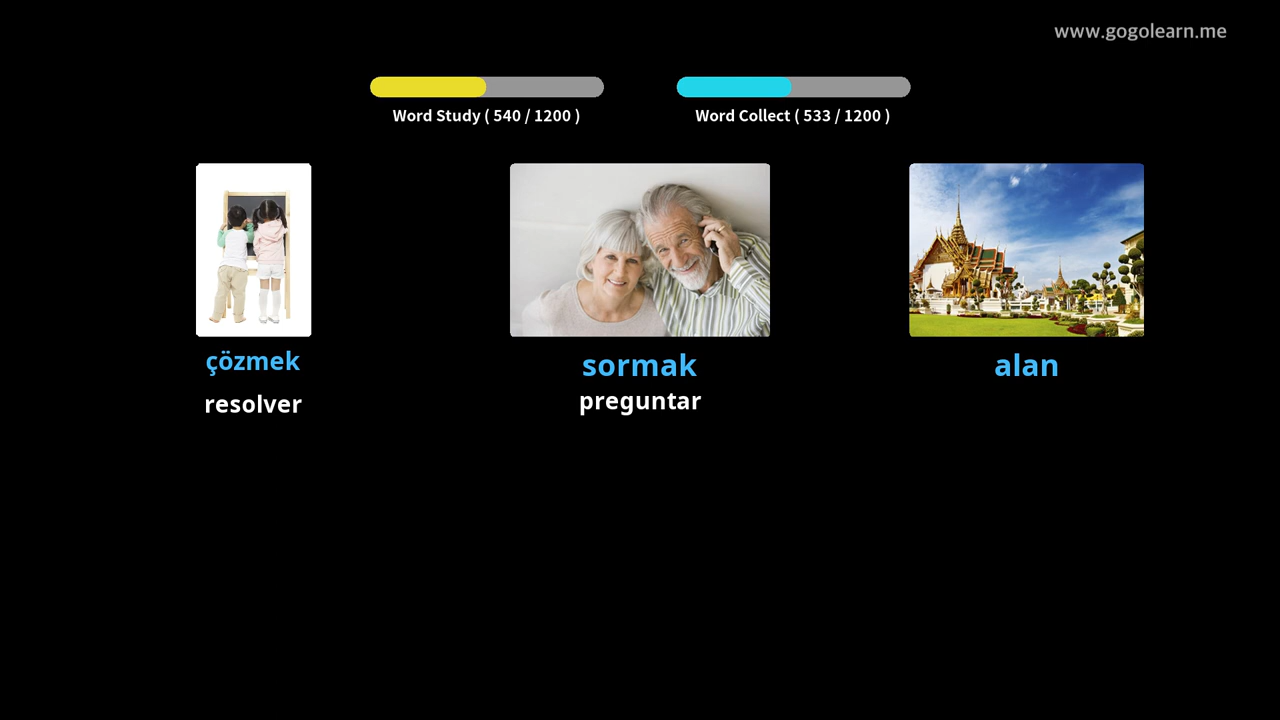 www.gogolearn.me
Word Study ( 540 / 1200 )
Word Collect ( 533 / 1200 )
çözmek
resolver
sormak
preguntar
alan